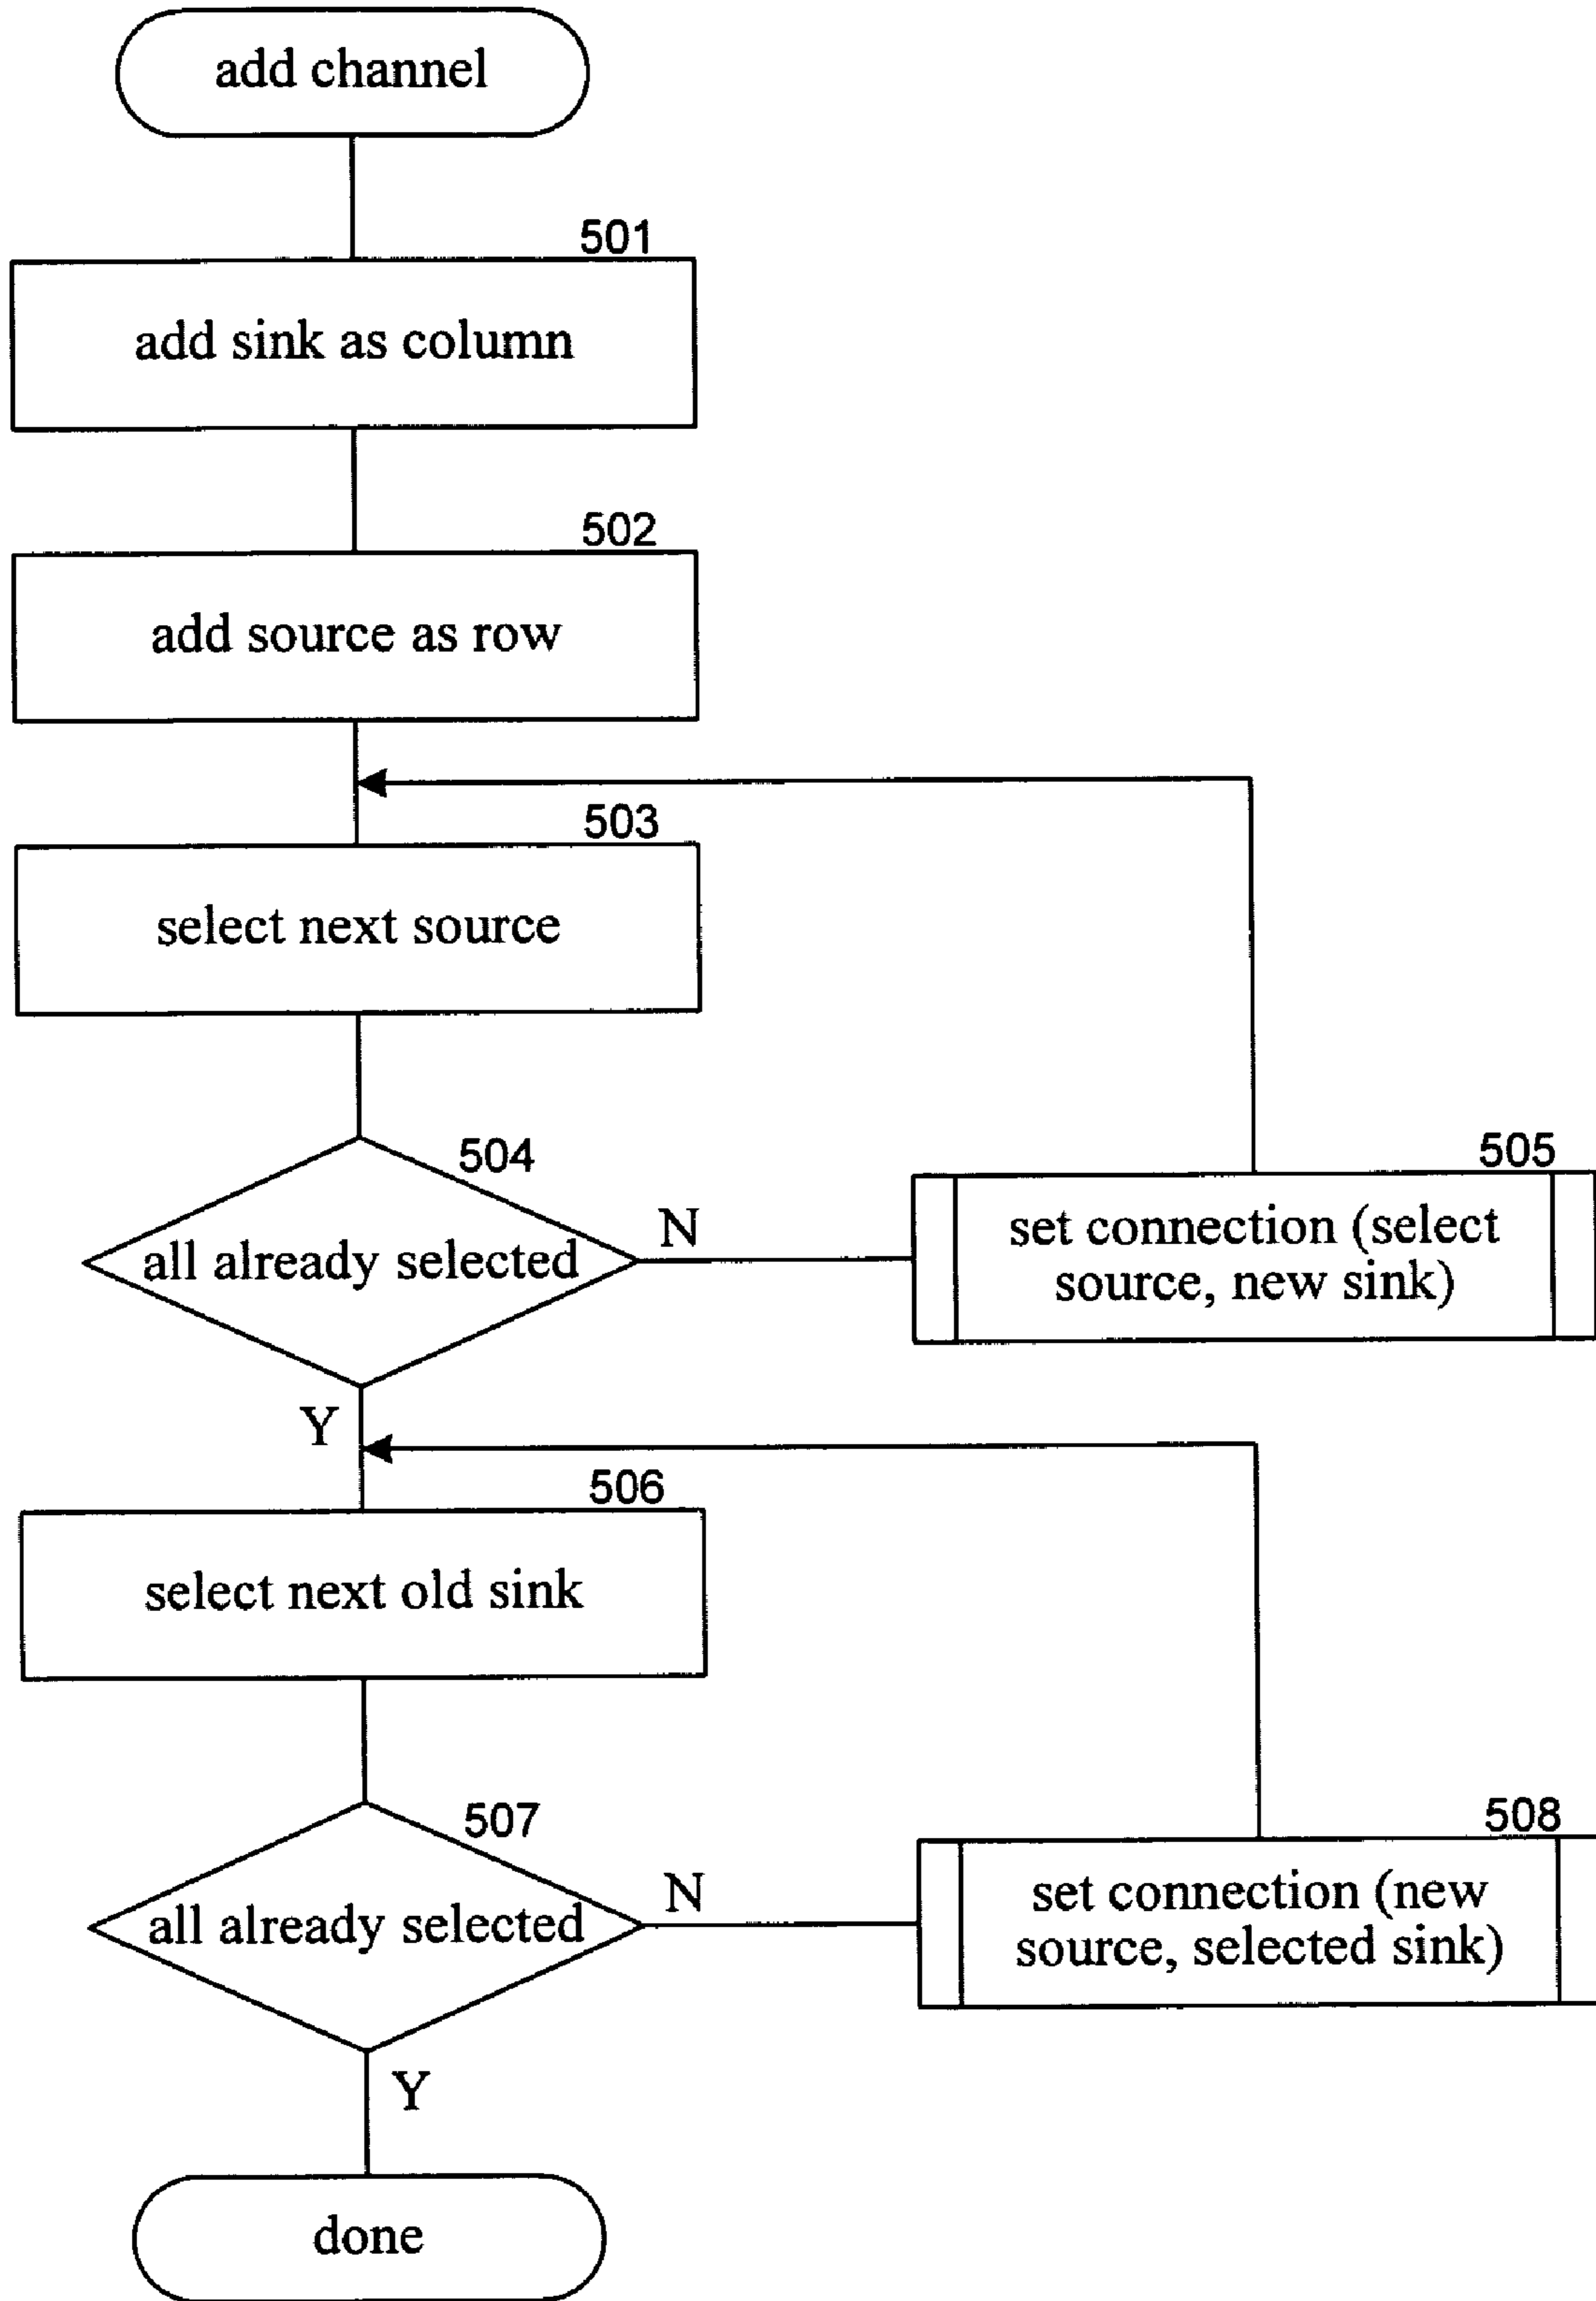 add channel
501
add sink as column
502
add source as row
503
select next source
504
all already selected
N
505
set connection (select
source, new sink)
Y
506
select next old sink
507
all already selected
N
508
set connection (new
source, selected sink)
Y
done